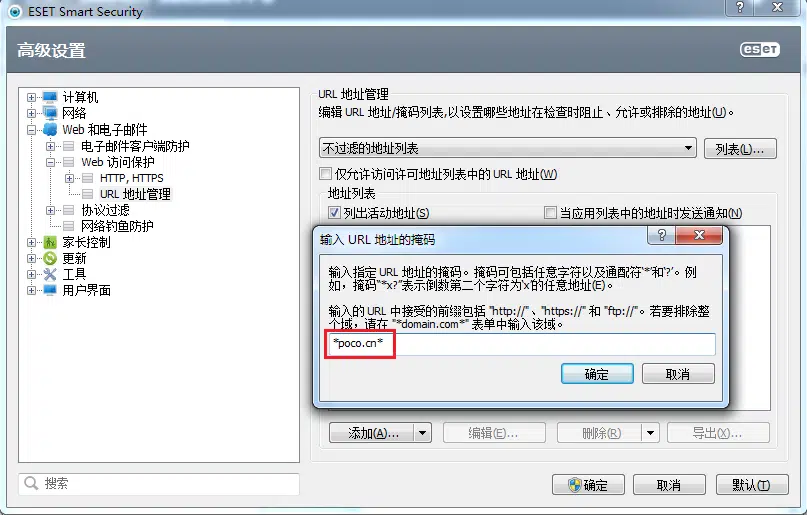 ESET Smart Security
高级设置
eseT
计算机
网络
Web 和电子邮件
电子邮件客户端防护
Web 访问保护
HTTP, HTTPS
URL 地址管理
协议过滤
网络钓鱼防护
家长控制
更新
工具
用户界面
搜索
URL 地址管理
编辑 URL 地址/掩码列表,以设置哪些地址在检查时阻止、允许或排除的地址(U)。
不过滤的地址列表
列表(L)...
仅允许访问许可地址列表中的 URL 地址(W)
地址列表
列出活动地址(S)
当应用列表中的地址时发送通知(N)
输入 URL 地址的掩码
输入指定 URL 地址的掩码。掩码可包括任意字符以及通配符‘*’和‘?’。例
如，掩码“*x?”表示倒数第二个字符为‘x’的任意地址(E)。
输入的 URL 中接受的前缀包括 "http://"、"https://" 和 "ftp://"。若要排除整
个域，请在 "*domain.com*" 表单中输入该域。
*poco.cn*
确定
取消
添加(A)...
编辑(E)...
删除(R)
导出(X)...
确定
取消
默认(T)